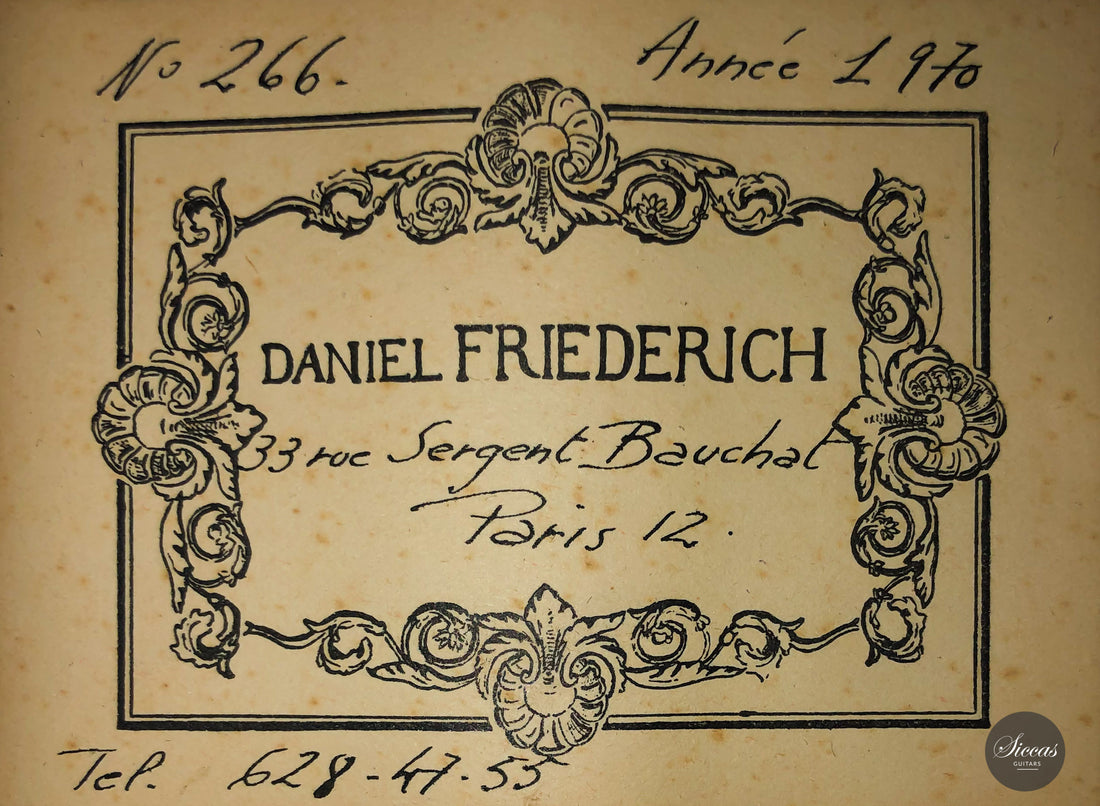 No 266. Année 1970
DANIEL FRIEDERICH
33 rue Sergent Bauchat
Paris 12.
Tel. 628-47-55
Siccas
GUITARS